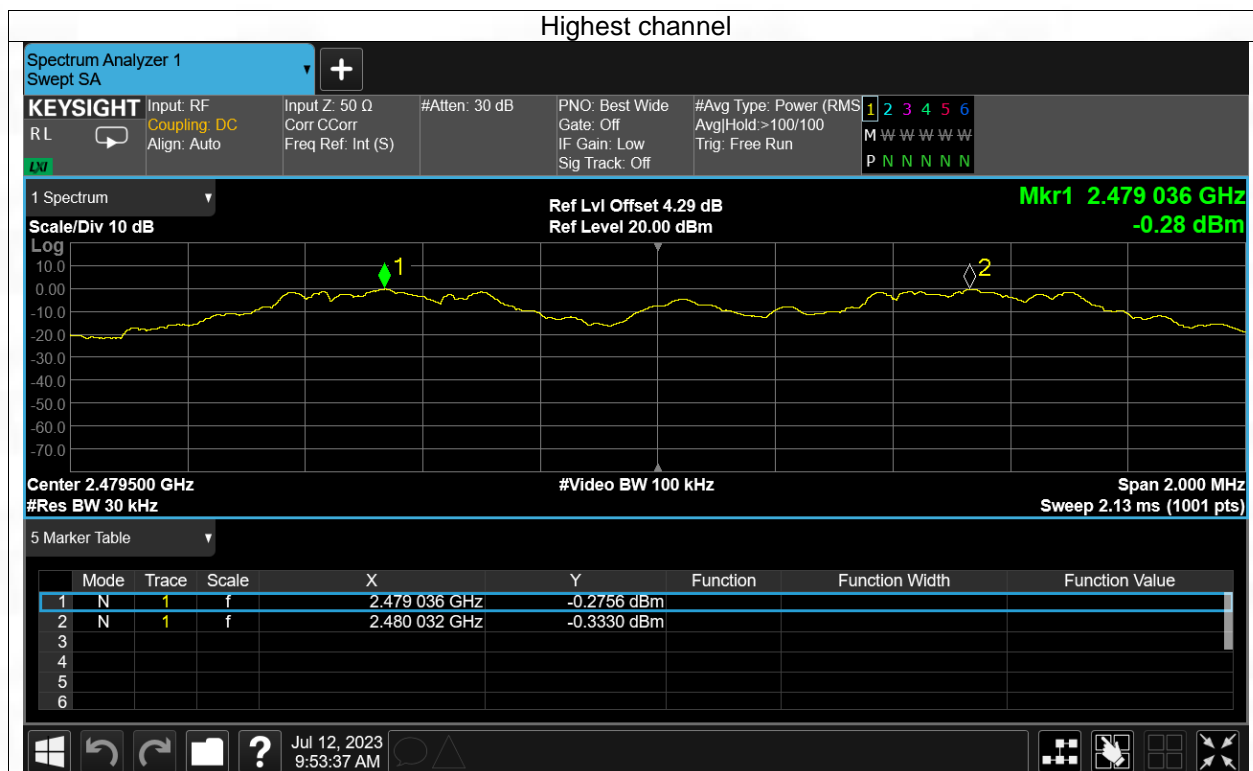 Highest channel
Spectrum Analyzer 1
Swept SA
KEYSIGHT Input: RF Input Z: 50 Ω #Atten: 30 dB PNO: Best Wide #Avg Type: Power (RMS 1 2 3 4 5 6
R L Coupling: DC Corr CCorr Gate: Off Avg|Hold:>100/100 M W W W W W
Align: Auto Freq Ref: Int (S) IF Gain: Low Trig: Free Run
LXI Sig Track: Off P N N N N N
1 Spectrum Ref Lvl Offset 4.29 dB Mkr1 2.479 036 GHz
Scale/Div 10 dB Ref Level 20.00 dBm -0.28 dBm
Log
10.0
0.00
-10.0
-20.0
-30.0
-40.0
-50.0
-60.0
-70.0
1
2
Center 2.479500 GHz #Video BW 100 kHz Span 2.000 MHz
#Res BW 30 kHz Sweep 2.13 ms (1001 pts)
5 Marker Table
Mode Trace Scale X Y Function Function Width Function Value
1 N 1 f 2.479 036 GHz -0.2756 dBm
2 N 1 f 2.480 032 GHz -0.3330 dBm
3
4
5
6
? Jul 12, 2023
9:53:37 AM